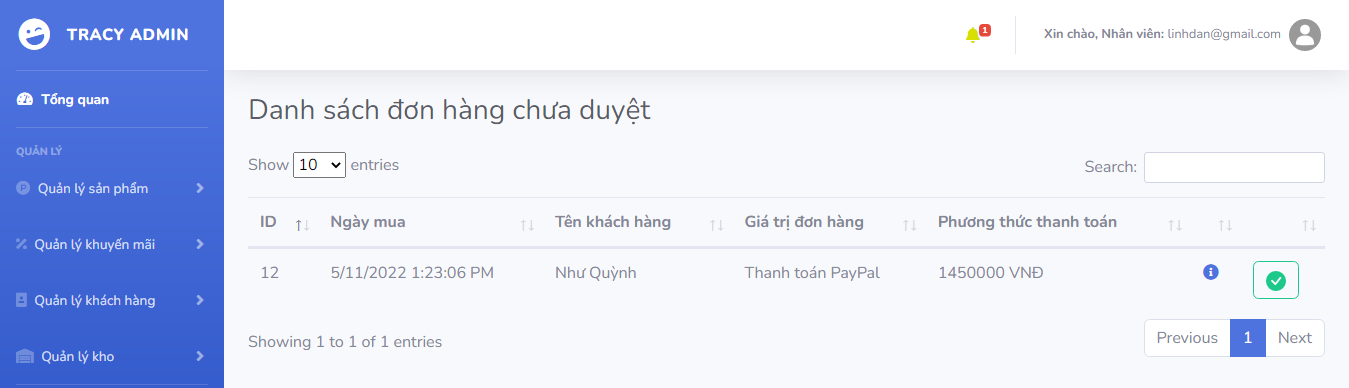 TRACY ADMIN
1
Xin chào, Nhân viên: linhdan@gmail.com
Tổng quan
QUẢN LÝ
Quản lý sản phẩm
Quản lý khuyến mãi
Quản lý khách hàng
Quản lý kho
Danh sách đơn hàng chưa duyệt
Show 10 entries
Search:
ID Ngày mua Tên khách hàng Giá trị đơn hàng Phương thức thanh toán
12 5/11/2022 1:23:06 PM Như Quỳnh Thanh toán PayPal 1450000 VNĐ
Showing 1 to 1 of 1 entries
Previous 1 Next